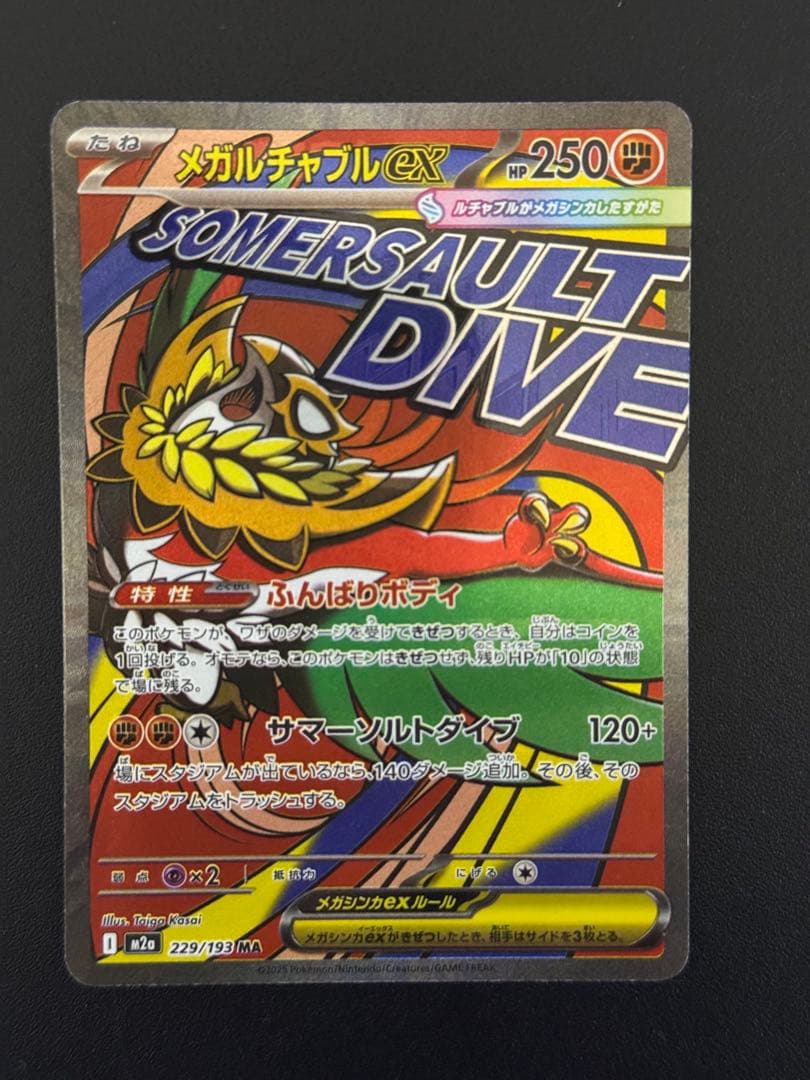 たね
メガルチャブルex
HP250
ルチャブルがメガシンカしたすがた
SOMERSAULT
DIVE
特性 とくせい ふんばりボディ
このポケモンが、ワザのダメージを受けてきぜつするとき、自分はコインを
1回投げる。オモテなら、このポケモンはきぜつせず、残りHPが「10」の状態
で場に残る。
サマーソルトダイブ 120+
場にスタジアムが出ているなら、140ダメージ追加。その後、その
スタジアムをトラッシュする。
弱点 ×2 抵抗力 にげる
メガシンカexルール
メガシンカexがきぜつしたとき、相手はサイドを3枚とる。
Illus. Taiga Kasai
I m2a 229/193 MA
©2025 Pokémon/Nintendo/Creatures/GAME FREAK